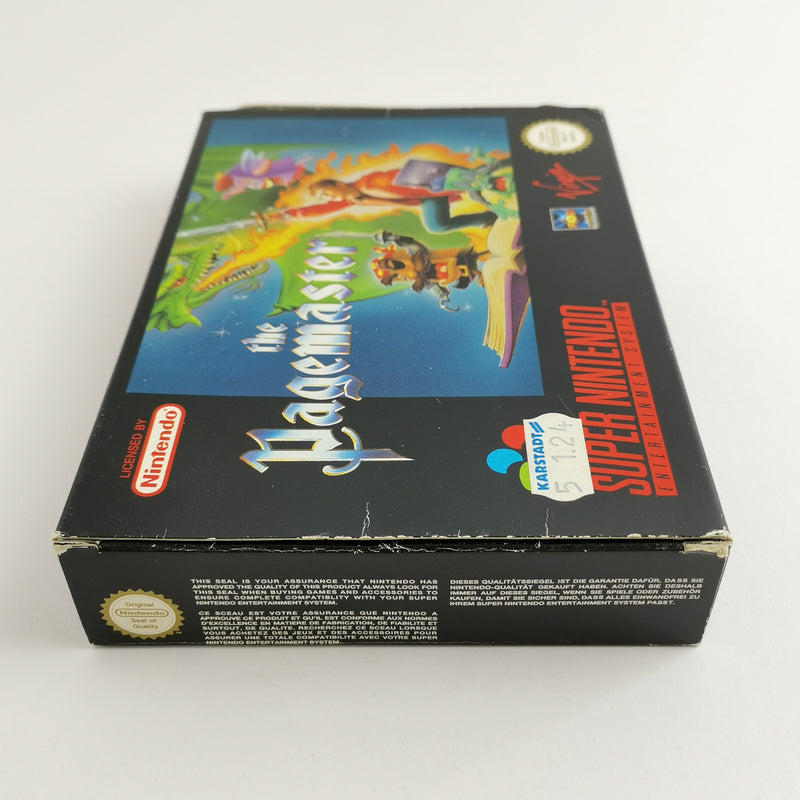 the
Pagemaster
LICENSED BY
Nintendo
Virgin
SUPER NINTENDO
ENTERTAINMENT SYSTEM
KARSTADT
5 1.24
Original
Nintendo
Seal of
Quality
THIS SEAL IS YOUR ASSURANCE THAT NINTENDO HAS
APPROVED THE QUALITY OF THIS PRODUCT. ALWAYS LOOK FOR
THIS SEAL WHEN BUYING GAMES AND ACCESSORIES TO
ENSURE COMPLETE COMPATIBLITY WITH YOUR SUPER
NINTENDO ENTERTAINMENT SYSTEM.
CE SCEAU EST VOTRE ASSURANCE QUE NINTENDO A
APPROUVE CE PRODUIT ET QU'IL EST CONFORME AUX NORMES
D'EXCELLENCE EN MATIERE DE FABRICATION, DE FIABILITE ET
SURTOUT, DE QUALITE. RECHERCHEZ CE SCEAU LORSQUE
VOUS ACHETEZ DES JEUX ET DES ACCESSOIRES POUR
ASSURER UNE TOTALE COMPATIBILITE AVEC VOTRE SUPER
NINTENDO ENTERTAINMENT SYSTEM.
DIESES QUALITÄTSSIEGEL IST DIE GARANTIE DAFÜR, DASS SIE
NINTENDO-QUALITÄT GEKAUFT HABEN. ACHTEN SIE DESHALB
IMMER AUF DIESES SIEGEL, WENN SIE SPIELE ODER ZUBEHÖR
KAUFEN, DAMIT SIE SICHER SIND, DASS ALLES EINWANDFREI ZU
IHREM SUPER NINTENDO ENTERTAINMENT SYSTEM PASST.